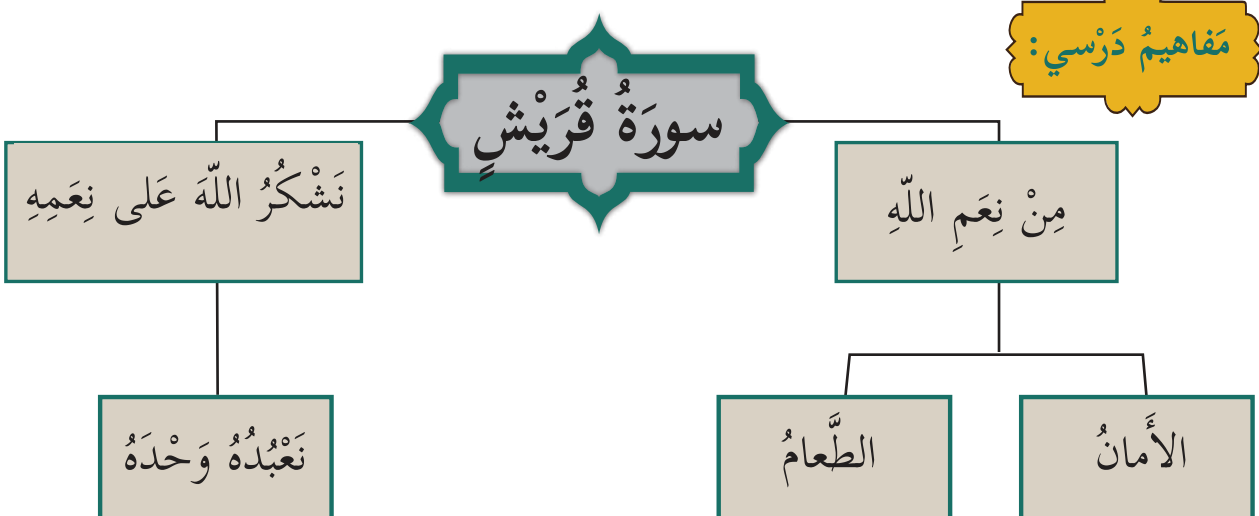 مَفاهيمُ دَرْسي:
سورَةُ قُرَيْشٍ
مِنْ نِعَمِ اللّهِ
نَشْكُرُ اللّهَ عَلى نِعَمِهِ
الأَمانُ
الطَّعامُ
نَعْبُدُهُ وَحْدَهُ